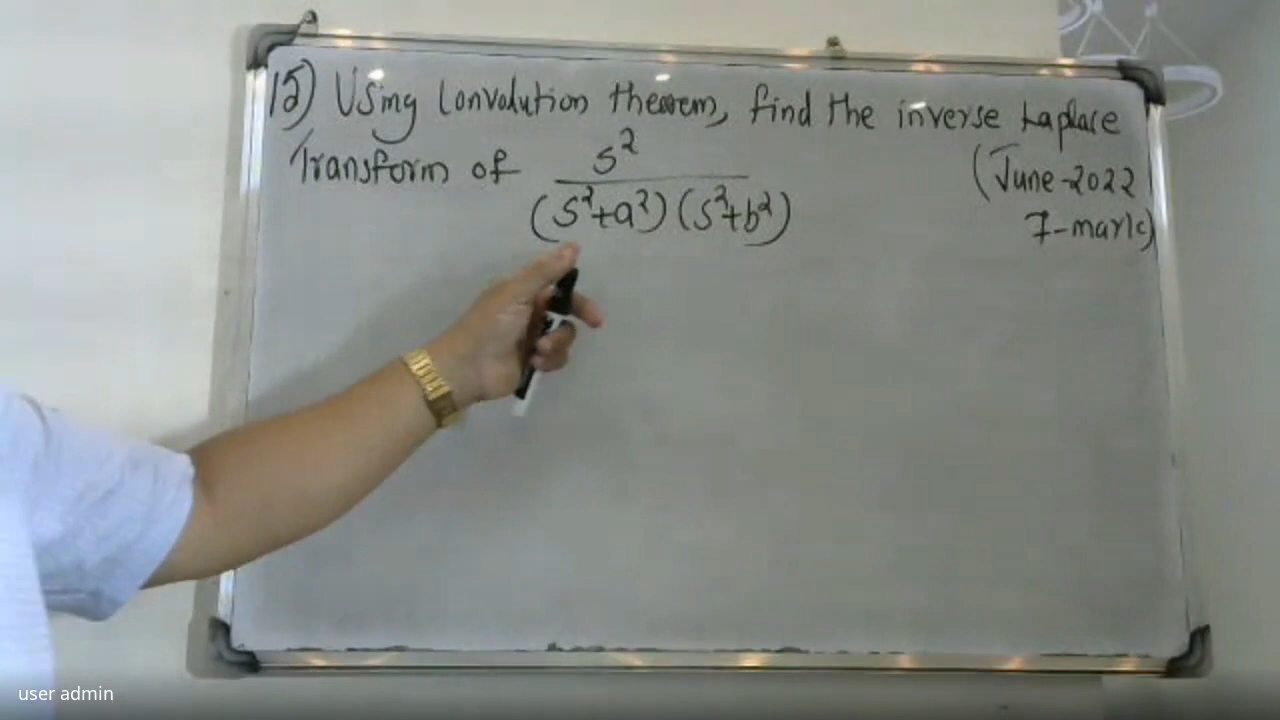 15) Using Convolution theorem, find the inverse Laplace
Transform of s²/((s²+a²)(s²+b²))
(June-2022
7-mark)
user admin